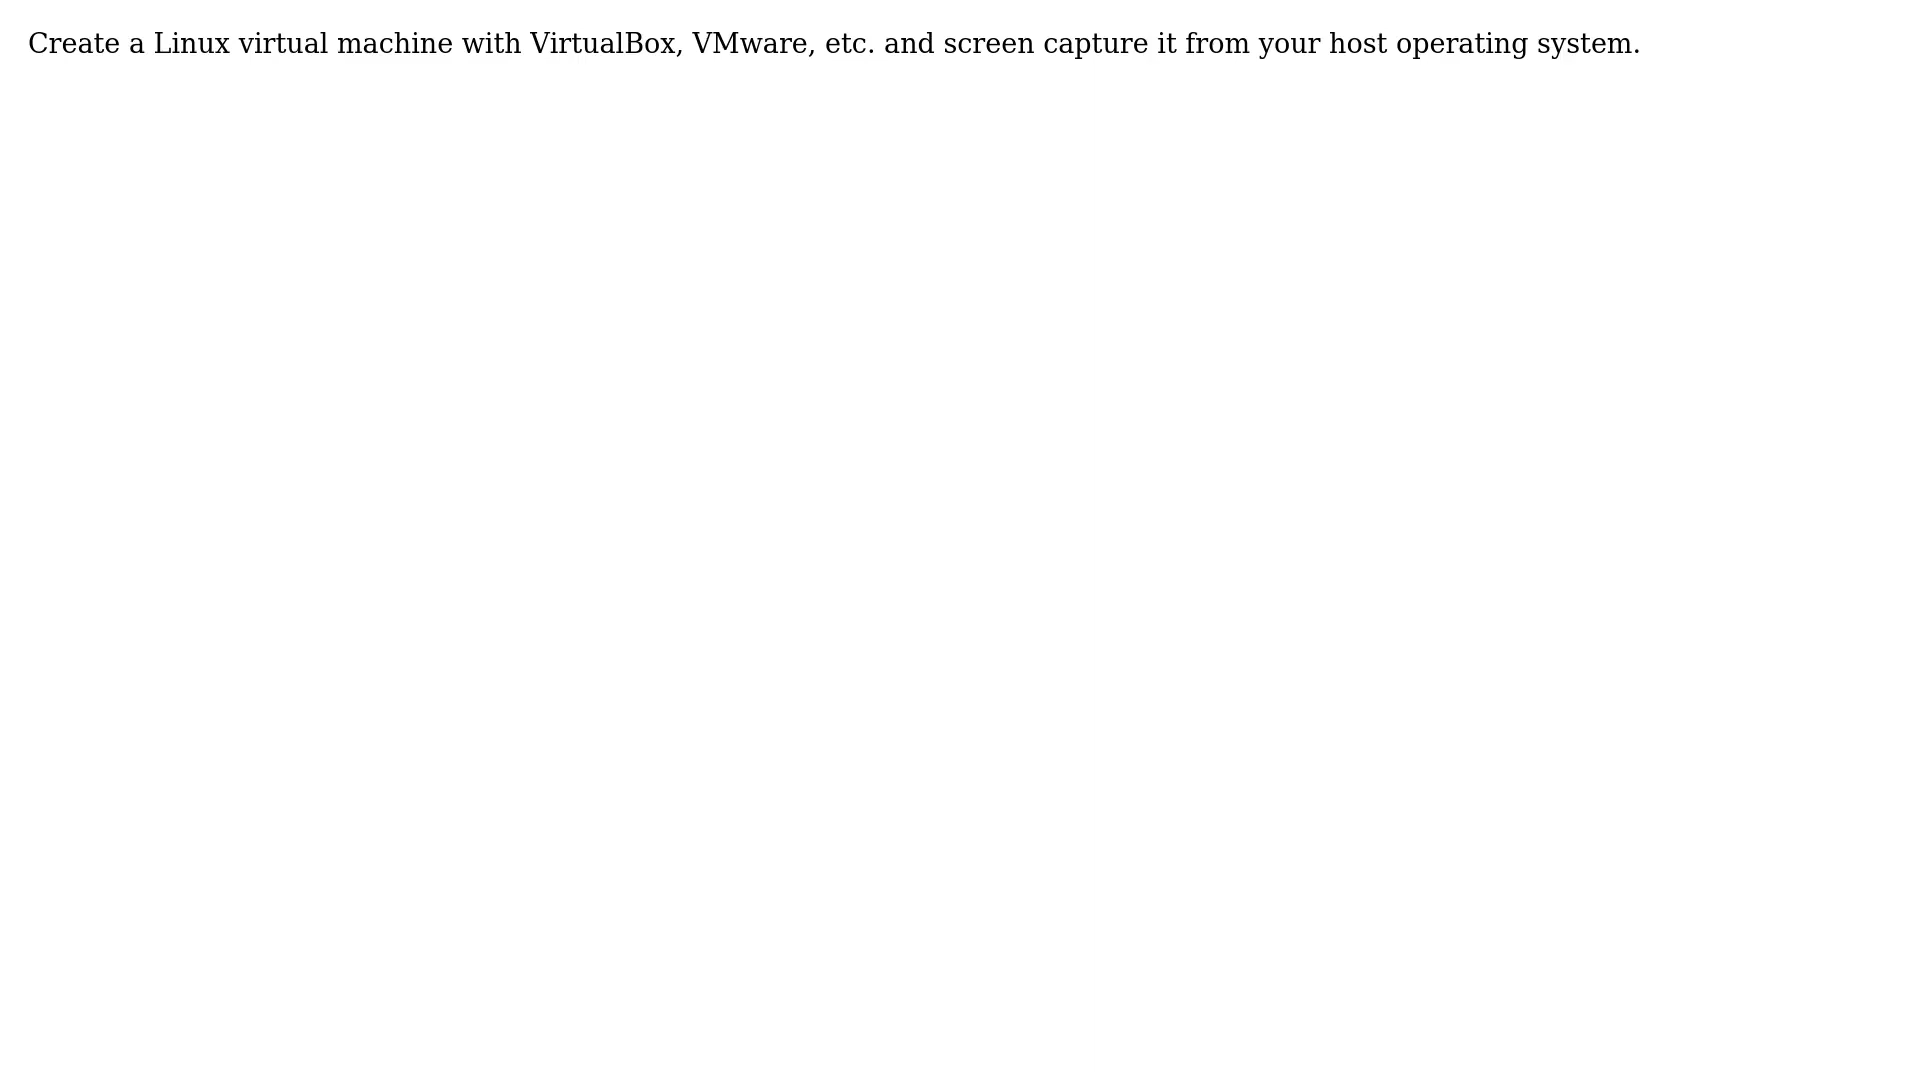 Create a Linux virtual machine with VirtualBox, VMware, etc. and screen capture it from your host operating system.